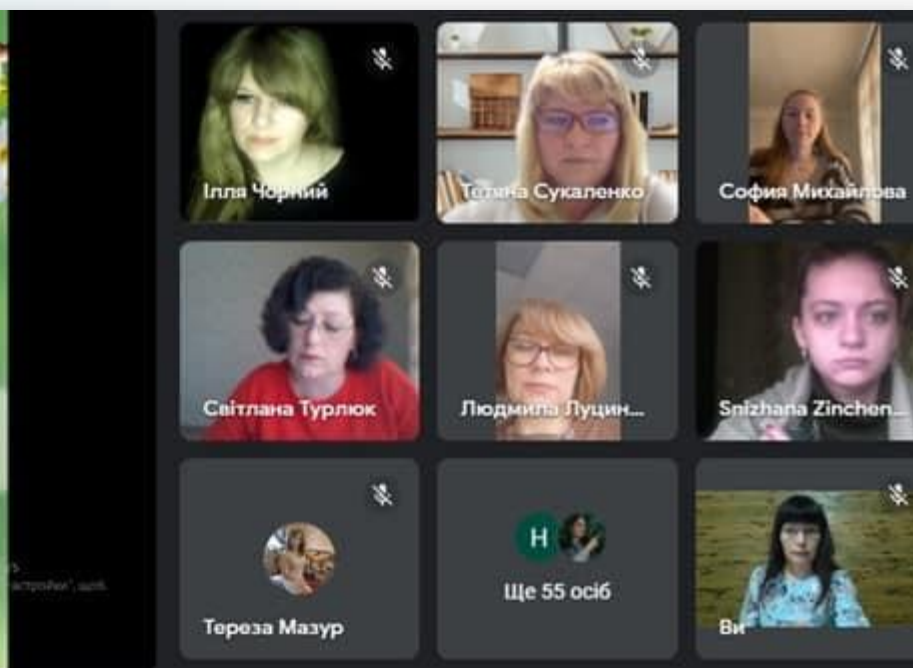 Ілля Чорний
Тетяна Сукаленко
София Михайлова
Світлана Турлюк
Людмила Луцин...
Snizhana Zinchen...
Тереза Мазур
Н
Ще 55 осіб
Ви